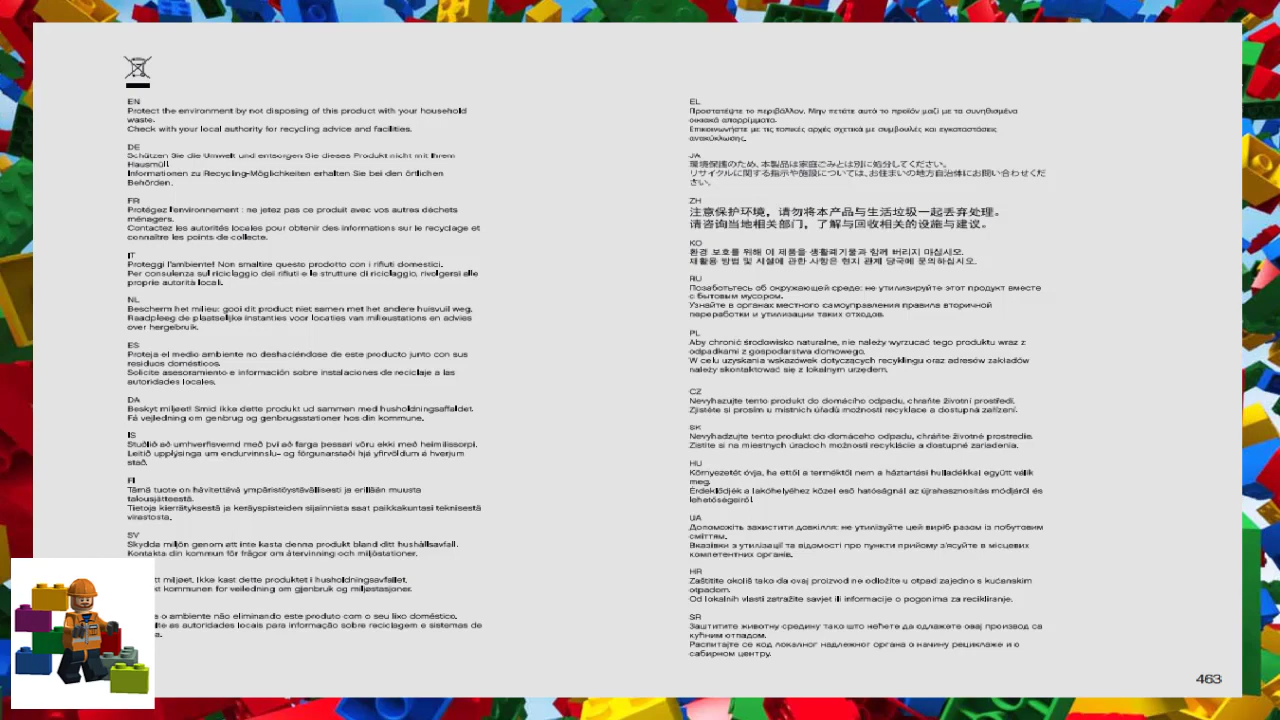 EN
Protect the environment by not disposing of this product with your household
waste.
Check with your local authority for recycling advice and facilities.
DE
Schützen Sie die Umwelt und entsorgen Sie dieses Produkt nicht mit Ihrem
Hausmüll.
Informationen zu Recycling-Möglichkeiten erhalten Sie bei den örtlichen
Behörden.
FR
Protégez l'environnement : ne jetez pas ce produit avec vos autres déchets
ménagers.
Contactez les autorités locales pour obtenir des informations sur le recyclage et
connaître les points de collecte.
IT
Proteggi l'ambiente! Non smaltire questo prodotto con i rifiuti domestici.
Per consulenza sul riciclaggio dei rifiuti e le strutture di riciclaggio, rivolgersi alle
proprie autorità locali.
NL
Bescherm het milieu: gooi dit product niet samen met het andere huisvuil weg.
Raadpleeg de plaatselijke instanties voor locaties van milieustations en advies
over hergebruik.
ES
Proteja el medio ambiente no deshaciéndose de este producto junto con sus
residuos domésticos.
Solicite asesoramiento e información sobre instalaciones de reciclaje a las
autoridades locales.
DA
Beskyt miljøet! Smid ikke dette produkt ud sammen med husholdningsaffaldet.
Få vejledning om genbrug og genbrugsstationer hos din kommune.
IS
Stuðlið að umhverfisvernd með því að farga þessari vöru ekki með heimilissorpi.
Leitið upplýsinga um endurvinnslu- og förgunarstaði hjá yfirvöldum á hverjum
stað.
FI
Tämä tuote on hävitettävä ympäristöystävällisesti ja erillään muusta
talousjätteestä.
Tietoja kierrätyksestä ja keräyspisteiden sijainnista saat paikkakuntasi teknisestä
virastosta.
SV
Skydda miljön genom att inte kasta denna produkt bland ditt hushållsavfall.
Kontakta din kommun för frågor om återvinning och miljöstationer.
miljøet. Ikke kast dette produktet i husholdningsavfallet.
kommunen for veiledning om gjenbruk og miljøstasjoner.
o ambiente não eliminando este produto com o seu lixo doméstico.
as autoridades locais para informação sobre reciclagem e sistemas de
EL
Προστατέψτε το περιβάλλον. Μην πετάτε αυτό το προϊόν μαζί με τα συνηθισμένα
οικιακά απορρίμματα.
Επικοινωνήστε με τις τοπικές αρχές σχετικά με συμβουλές και εγκαταστάσεις
ανακύκλωσης.
JA
環境保護のため、本製品は家庭ごみとは別に処分してください。
リサイクルに関する指示や施設については、お住まいの地方自治体にお問い合わせくだ
さい。
ZH
注意保护环境，请勿将本产品与生活垃圾一起丢弃处理。
请咨询当地相关部门，了解与回收相关的设施与建议。
KO
환경 보호를 위해 이 제품을 생활폐기물과 함께 버리지 마십시오.
재활용 방법 및 시설에 관한 사항은 현지 관계 당국에 문의하십시오.
RU
Позаботьтесь об окружающей среде: не утилизируйте этот продукт вместе
с бытовым мусором.
Узнайте в органах местного самоуправления правила вторичной
переработки и утилизации таких отходов.
PL
Aby chronić środowisko naturalne, nie należy wyrzucać tego produktu wraz z
odpadkami z gospodarstwa domowego.
W celu uzyskania wskazówek dotyczących recyklingu oraz adresów zakładów
należy skontaktować się z lokalnym urzędem.
CZ
Nevyhazujte tento produkt do domácího odpadu, chraňte životní prostředí.
Zjistěte si prosím u místních úřadů možnosti recyklace a dostupná zařízení.
SK
Nevyhadzujte tento produkt do domáceho odpadu, chráňte životné prostredie.
Zistite si na miestnych úradoch možnosti recyklácie a dostupné zariadenia.
HU
Környezetét óvja, ha ettől a terméktől nem a háztartási hulladékkal együtt válik
meg.
Érdeklődjék a lakóhelyéhez közel eső hatóságnál az újrahasznosítás módjáról és
lehetőségeiről.
UA
Допоможіть захистити довкілля: не утилізуйте цей виріб разом із побутовим
сміттям.
Вказівки з утилізації та відомості про пункти прийому з'ясуйте в місцевих
компетентних органів.
HR
Zaštitite okoliš tako da ovaj proizvod ne odložite u otpad zajedno s kućanskim
otpadom.
Od lokalnih vlasti zatražite savjet ili informacije o pogonima za recikliranje.
SR
Заштитите животну средину тако што нећете да одлажете овај производ са
кућним отпадом.
Распитајте се код локалног надлежног органа о начину рециклаже и о
сабирном центру.
463